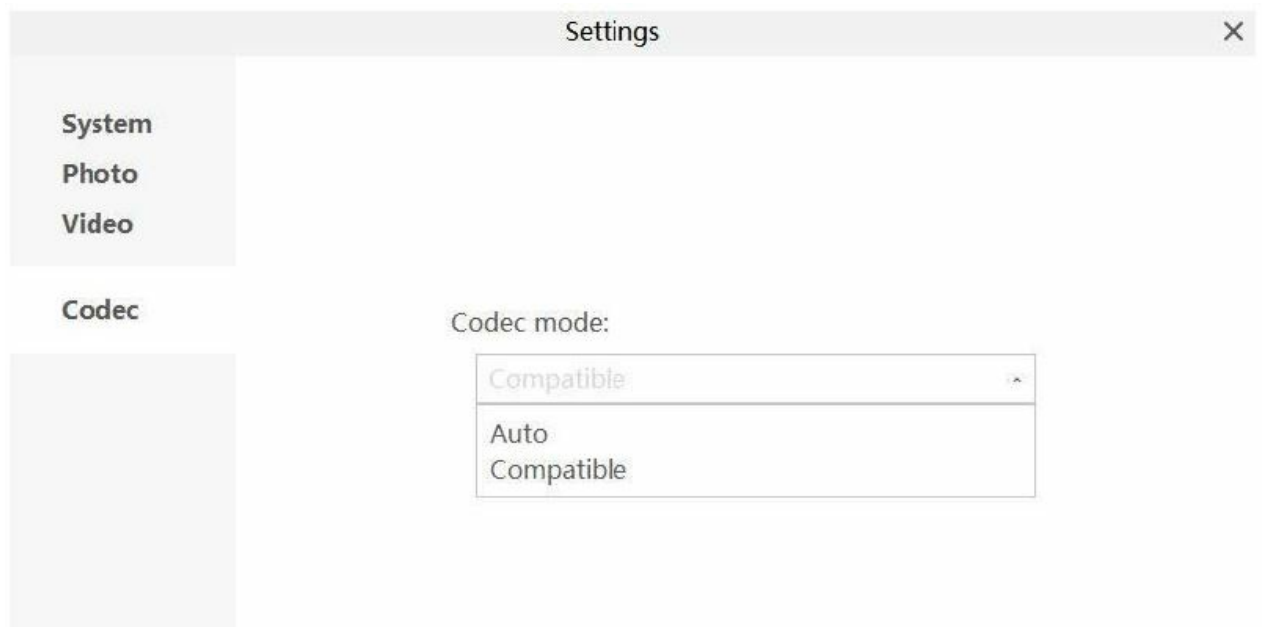 Settings
System
Photo
Video
Codec
Codec mode:
Compatible
Auto
Compatible